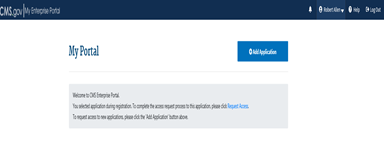 CMS.gov | My Enterprise Portal
Robert Allen
Help
Log Out
My Portal
Add Application
Welcome to CMS Enterprise Portal.
You selected application during registration. To complete the access request process to this application, please click Request Access.
To request access to new applications, please click the 'Add Application' button above.